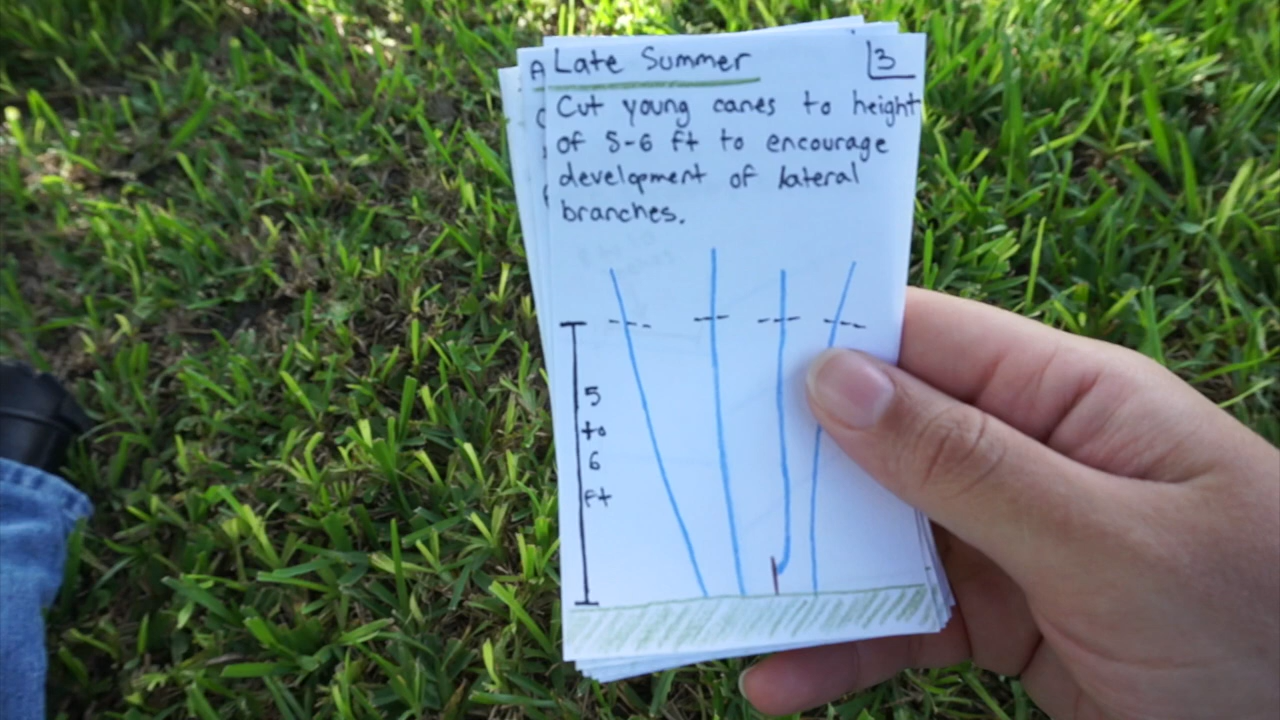 Late Summer
3
Cut young canes to height
of 5-6 ft to encourage
development of lateral
branches.
5
to
6
ft